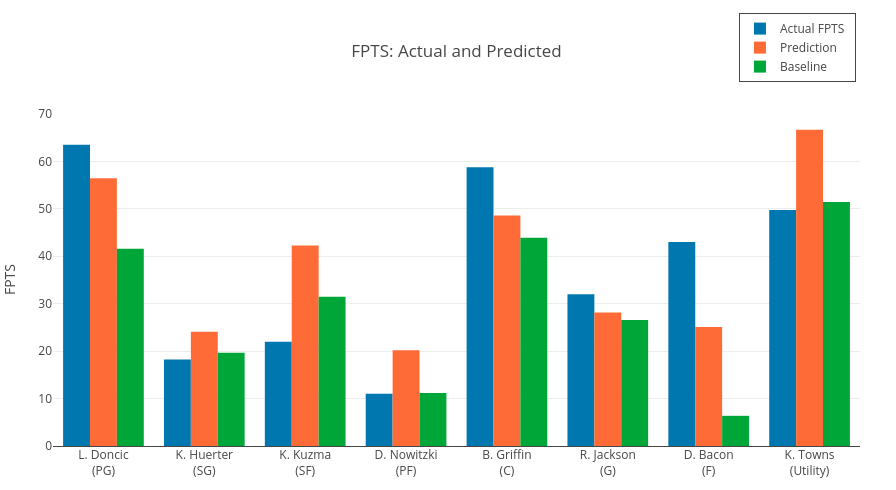 Actual FPTS
Prediction
Baseline
FPTS: Actual and Predicted
70
60
50
40
30
20
10
0
FPTS
L. Doncic
(PG)
K. Huerter
(SG)
K. Kuzma
(SF)
D. Nowitzki
(PF)
B. Griffin
(C)
R. Jackson
(G)
D. Bacon
(F)
K. Towns
(Utility)